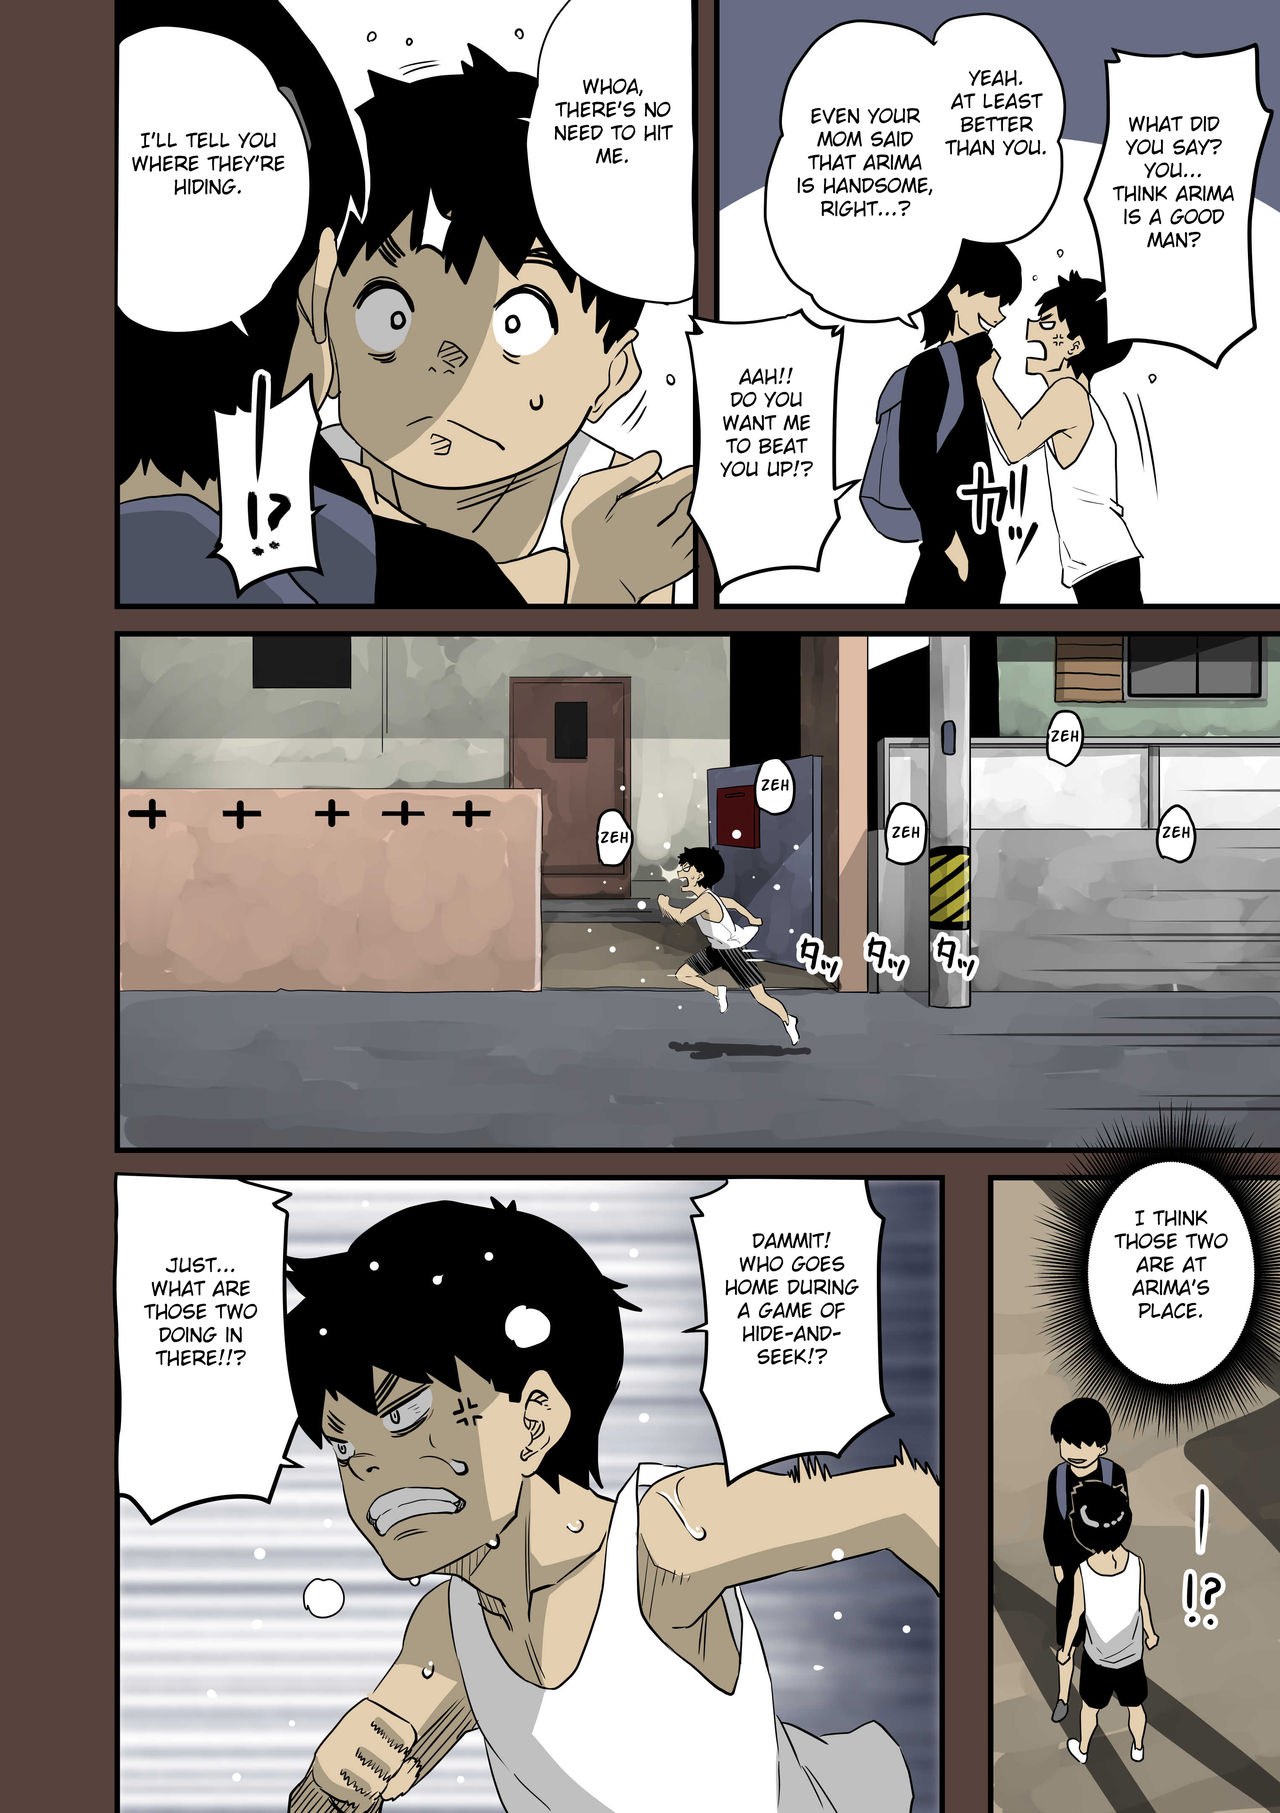 WHAT DID
YOU SAY?
YOU...
THINK ARIMA
IS A GOOD
MAN?
YEAH.
AT LEAST
BETTER
THAN YOU.
EVEN YOUR
MOM SAID
THAT ARIMA
IS HANDSOME,
RIGHT...?
AAH!!
DO YOU
WANT ME
TO BEAT
YOU UP!?
ガッ
WHOA,
THERE'S NO
NEED TO HIT
ME.
I'LL TELL YOU
WHERE THEY'RE
HIDING.
!?
ZEH
ZEH
ZEH
ZEH
ZEH
タッ
タッ
タッ
I THINK
THOSE TWO
ARE AT
ARIMA'S
PLACE.
!?
DAMMIT!
WHO GOES
HOME DURING
A GAME OF
HIDE-AND-
SEEK!?
JUST...
WHAT ARE
THOSE TWO
DOING IN
THERE!!?